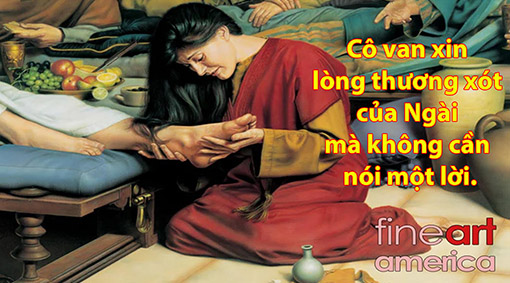 Cô van xin
lòng thương xót
của Ngài
mà không cần
nói một lời.
fineart
america